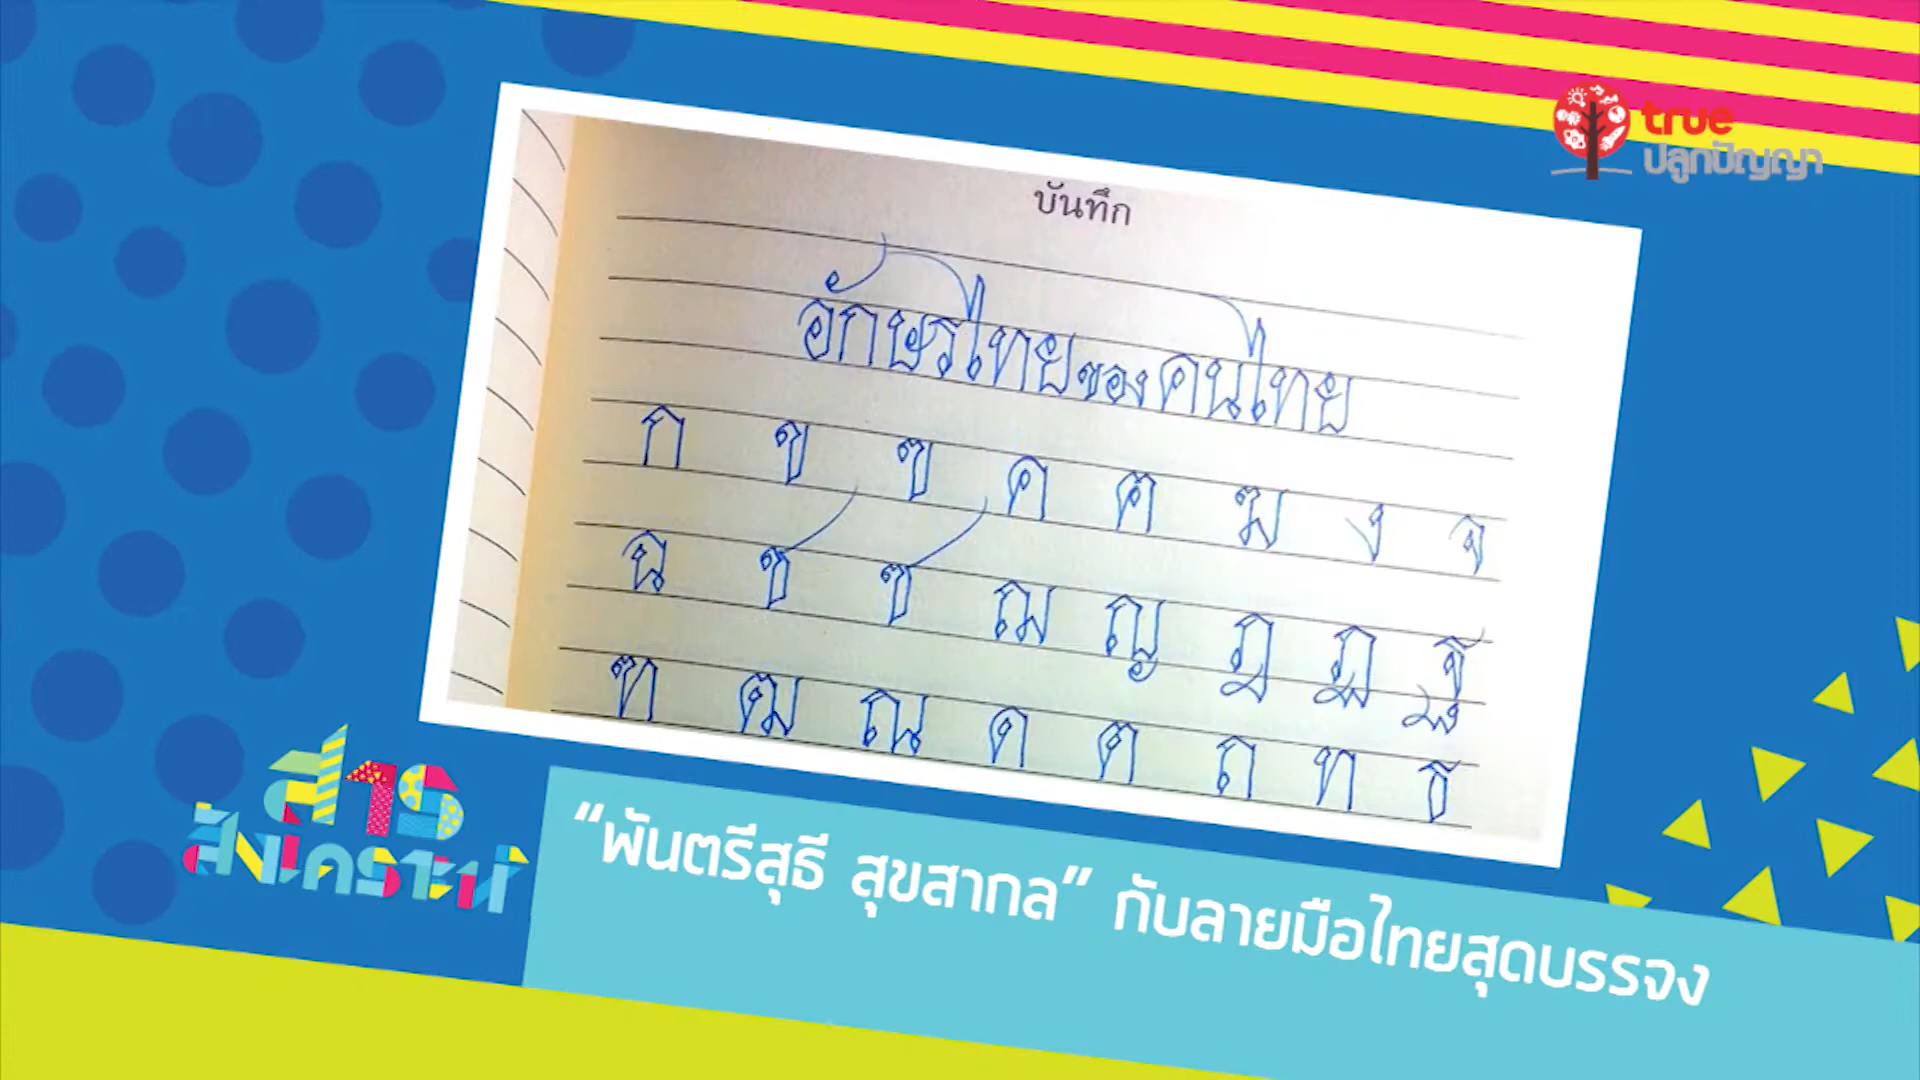 true
ปลูกปัญญา
บันทึก
อักษรไทยของคนไทย
ก ข ฃ ค ฅ ฆ ง จ
ฉ ช ซ ฌ ญ ฎ ฏ ฐ
ฑ ฒ ณ ด ต ถ ท ธ
สาร
สังเคราะห์
“พันตรีสุธี สุขสากล” กับลายมือไทยสุดบรรจง